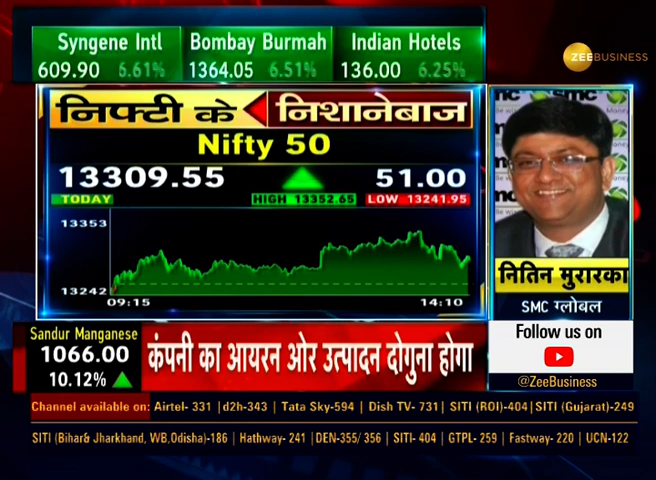 Syngene Intl
609.90 6.61%
Bombay Burmah
1364.05 6.51%
Indian Hotels
136.00 6.25%
ZEEBUSINESS
निफ्टी के निशानेबाज
Nifty 50
13309.55 51.00
TODAY HIGH 13352.65 LOW 13241.95
13353
13242
09:15 14:10
smc
नितिन मुरारका
SMC ग्लोबल
Sandur Manganese
1066.00
10.12%
कंपनी का आयरन ओर उत्पादन दोगुना होगा
Follow us on
@ZeeBusiness
Channel available on: Airtel- 331 | d2h-343 | Tata Sky-594 | Dish TV- 731| SITI (ROI)-404| SITI (Gujarat)-249
SITI (Bihar& Jharkhand, WB,Odisha)-186 | Hathway- 241 |DEN-355/ 356 | SITI- 404 | GTPL- 259 | Fastway- 220 | UCN-122